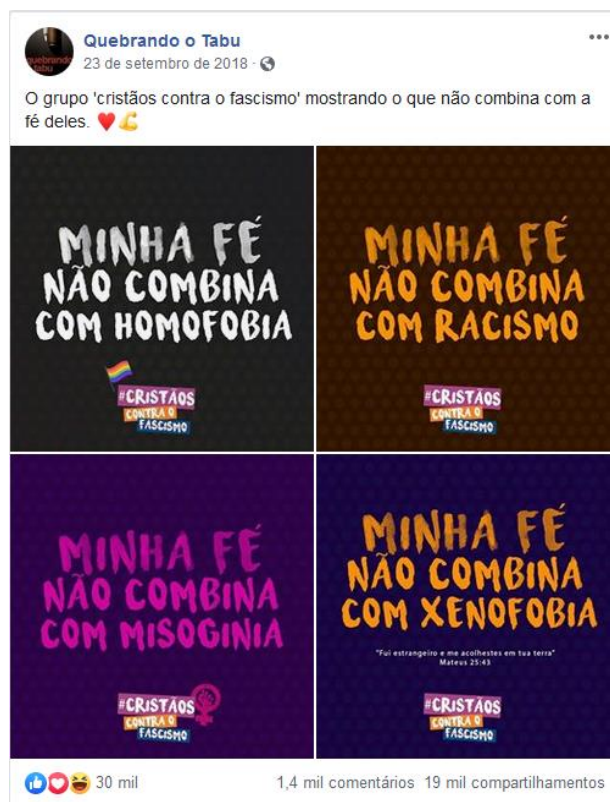 Quebrando o Tabu
quebrando
tabu
23 de setembro de 2018 ·
O grupo 'cristãos contra o fascismo' mostrando o que não combina com a
fé deles. ❤️💪
MINHA FÉ
NÃO COMBINA
COM HOMOFOBIA
#CRISTÃOS
CONTRA O
FASCISMO
MINHA FÉ
NÃO COMBINA
COM RACISMO
#CRISTÃOS
CONTRA O
FASCISMO
MINHA FÉ
NÃO COMBINA
COM MISOGINIA
#CRISTÃOS
CONTRA O
FASCISMO
MINHA FÉ
NÃO COMBINA
COM XENOFOBIA
"Fui estrangeiro e me acolhestes em tua terra"
Mateus 25:43
#CRISTÃOS
CONTRA O
FASCISMO
30 mil
1,4 mil comentários 19 mil compartilhamentos